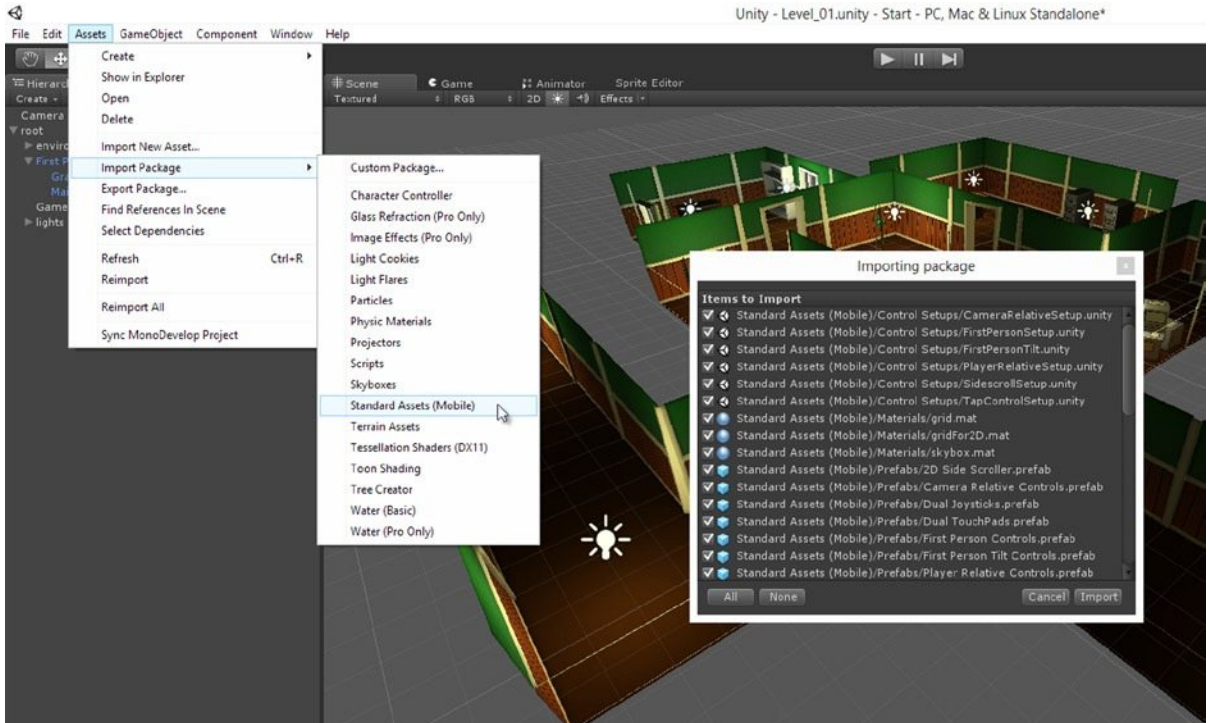 Unity - Level_01.unity - Start - PC, Mac & Linux Standalone*
File Edit Assets GameObject Component Window Help
Hierarc
Create
Camera
root
enviro
First P
Gra
Mai
Game
lights
Create
Show in Explorer
Open
Delete
Import New Asset...
Import Package
Export Package...
Find References In Scene
Select Dependencies
Refresh Ctrl+R
Reimport
Reimport All
Sync MonoDevelop Project
Custom Package...
Character Controller
Glass Refraction (Pro Only)
Image Effects (Pro Only)
Light Cookies
Light Flares
Particles
Physic Materials
Projectors
Scripts
Skyboxes
Standard Assets (Mobile)
Terrain Assets
Tessellation Shaders (DX11)
Toon Shading
Tree Creator
Water (Basic)
Water (Pro Only)
Scene Game Animator Sprite Editor
Textured RGB 2D Effects
Importing package
Items to Import
Standard Assets (Mobile)/Control Setups/CameraRelativeSetup.unity
Standard Assets (Mobile)/Control Setups/FirstPersonSetup.unity
Standard Assets (Mobile)/Control Setups/FirstPersonTilt.unity
Standard Assets (Mobile)/Control Setups/PlayerRelativeSetup.unity
Standard Assets (Mobile)/Control Setups/SidescrollSetup.unity
Standard Assets (Mobile)/Control Setups/TapControlSetup.unity
Standard Assets (Mobile)/Materials/grid.mat
Standard Assets (Mobile)/Materials/gridFor2D.mat
Standard Assets (Mobile)/Materials/skybox.mat
Standard Assets (Mobile)/Prefabs/2D Side Scroller.prefab
Standard Assets (Mobile)/Prefabs/Camera Relative Controls.prefab
Standard Assets (Mobile)/Prefabs/Dual Joysticks.prefab
Standard Assets (Mobile)/Prefabs/Dual TouchPads.prefab
Standard Assets (Mobile)/Prefabs/First Person Controls.prefab
Standard Assets (Mobile)/Prefabs/First Person Tilt Controls.prefab
Standard Assets (Mobile)/Prefabs/Player Relative Controls.prefab
All None Cancel Import